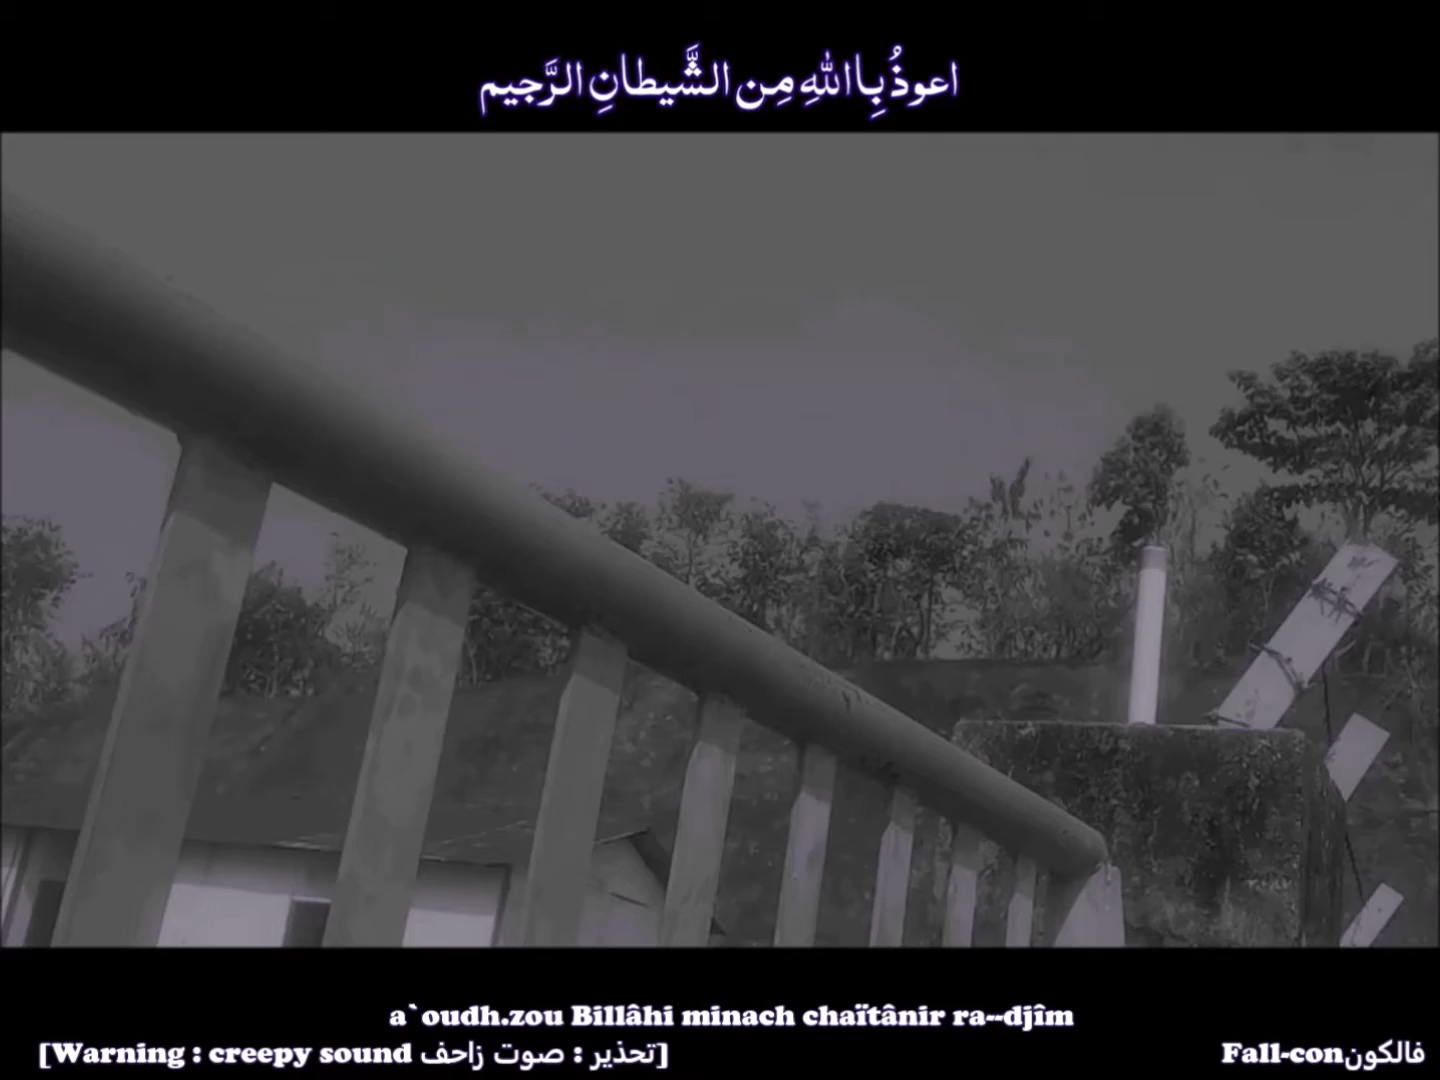 اعوذُ بِاللهِ مِن الشَّيطانِ الرَّجيم
a`oudh.zou Billâhi minach chaïtânir ra--djîm
[Warning : creepy sound تحذير : صوت زاحف]
Fall-conفالكون